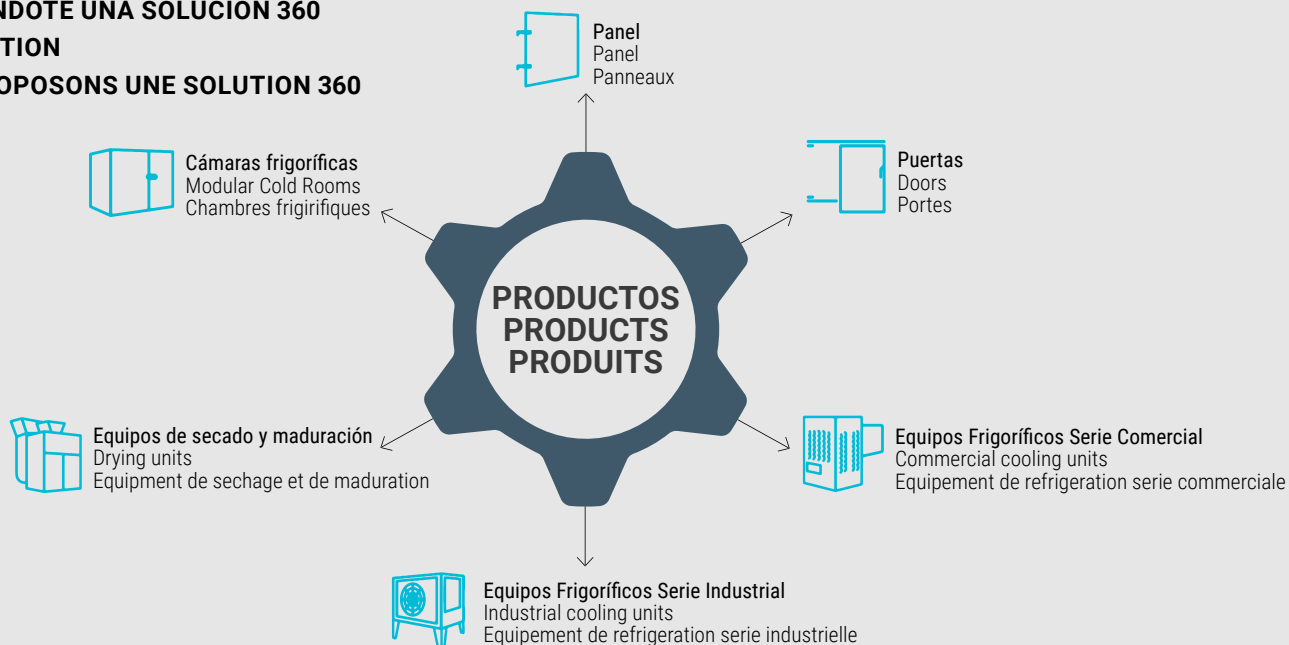 NDOTE UNA SOLUCIÓN 360
TION
OPOSONS UNE SOLUTION 360
Panel
Panel
Panneaux
Cámaras frigoríficas
Modular Cold Rooms
Chambres frigirifiques
Puertas
Doors
Portes
PRODUCTOS
PRODUCTS
PRODUITS
Equipos de secado y maduración
Drying units
Equipment de sechage et de maduration
Equipos Frigoríficos Serie Comercial
Commercial cooling units
Equipement de refrigeration serie commerciale
Equipos Frigoríficos Serie Industrial
Industrial cooling units
Equipement de refrigeration serie industrielle